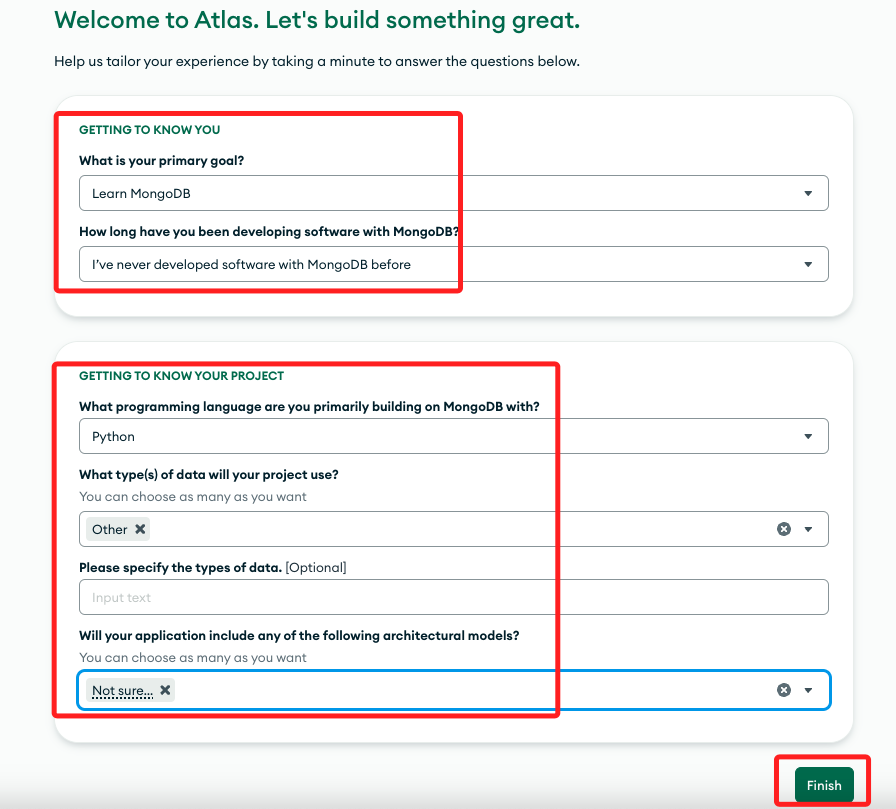 Welcome to Atlas. Let's build something great.
Help us tailor your experience by taking a minute to answer the questions below.
GETTING TO KNOW YOU
What is your primary goal?
Learn MongoDB
How long have you been developing software with MongoDB?
I've never developed software with MongoDB before
GETTING TO KNOW YOUR PROJECT
What programming language are you primarily building on MongoDB with?
Python
What type(s) of data will your project use?
You can choose as many as you want
Other
Please specify the types of data. [Optional]
Input text
Will your application include any of the following architectural models?
You can choose as many as you want
Not sure...
Finish